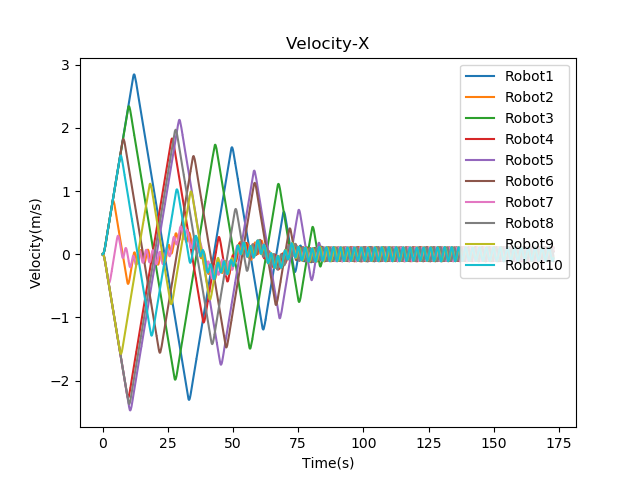 Velocity-X
Velocity(m/s)
3
2
1
0
−1
−2
0
25
50
75
100
125
150
175
Time(s)
Robot1
Robot2
Robot3
Robot4
Robot5
Robot6
Robot7
Robot8
Robot9
Robot10